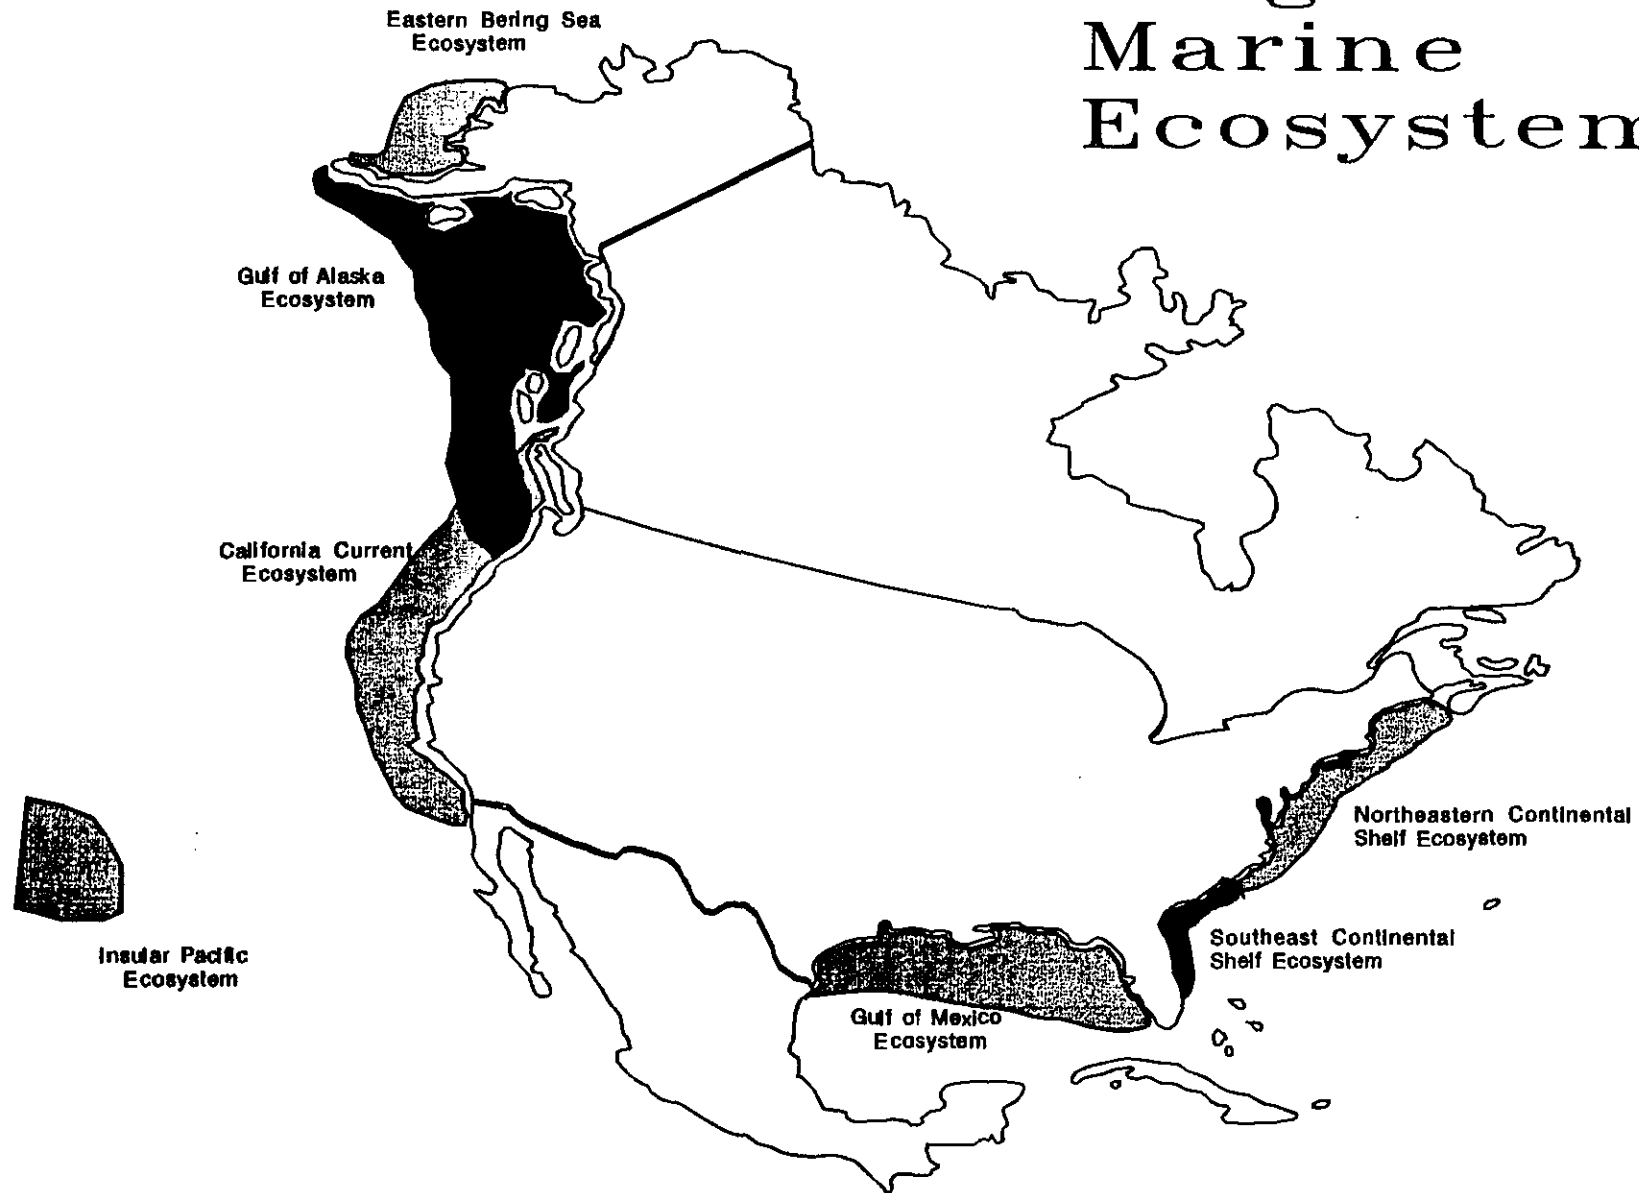 Eastern Bering Sea
Ecosystem
Marine
Gulf of Alaska
Ecosystem
California Current
Ecosystem
Northeastern Continental
Shelf Ecosystem
Southeast Continental
Shelf Ecosystem
Insular Pacific
Ecosystem
Gulf of Mexico
Ecosystem